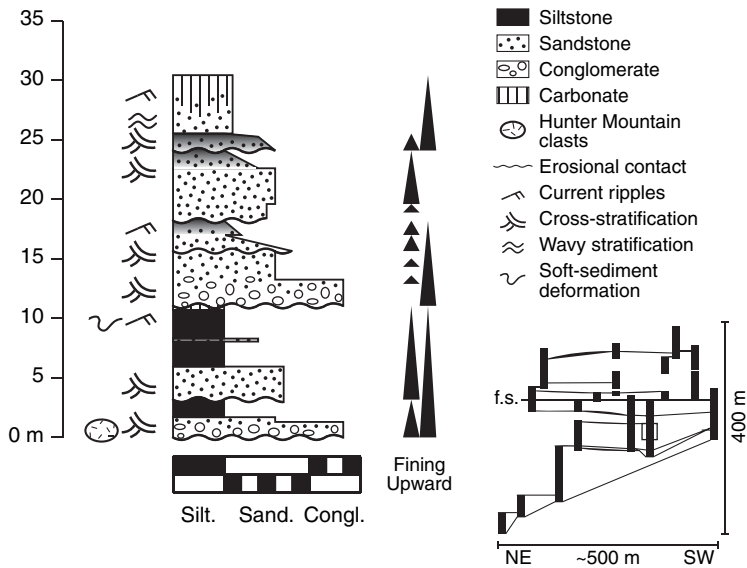 35
30
25
20
15
10
5
0 m
Silt. Sand. Congl.
Fining
Upward
Siltstone
Sandstone
Conglomerate
Carbonate
Hunter Mountain
clasts
Erosional contact
Current ripples
Cross-stratification
Wavy stratification
Soft-sediment
deformation
f.s.
400 m
NE ~500 m SW